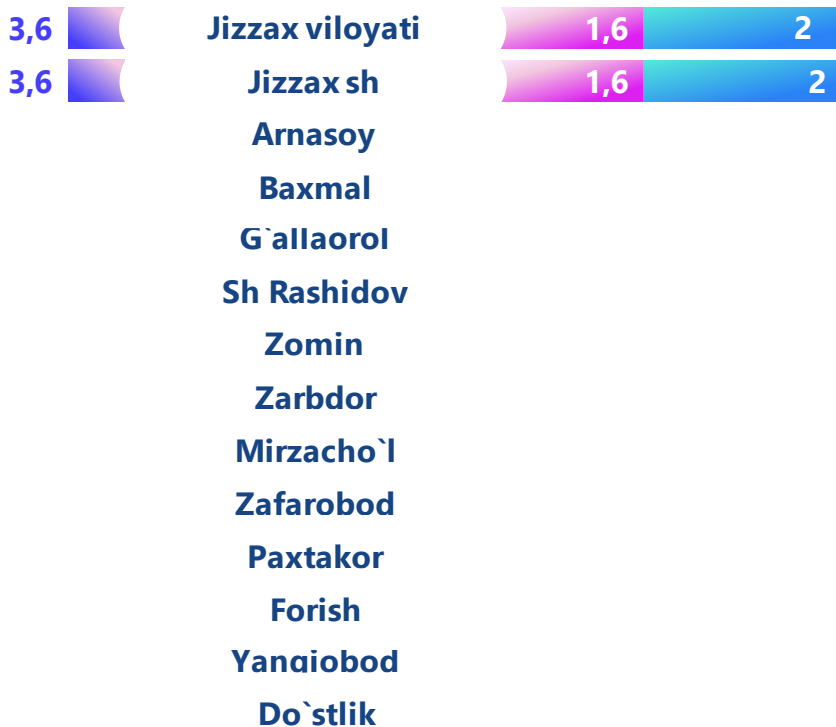 3,6 Jizzax viloyati 1,6 2
3,6 Jizzax sh 1,6 2
Arnasoy
Baxmal
G`allaorol
Sh Rashidov
Zomin
Zarbdor
Mirzacho`l
Zafarobod
Paxtakor
Forish
Yangiobod
Do`stlik